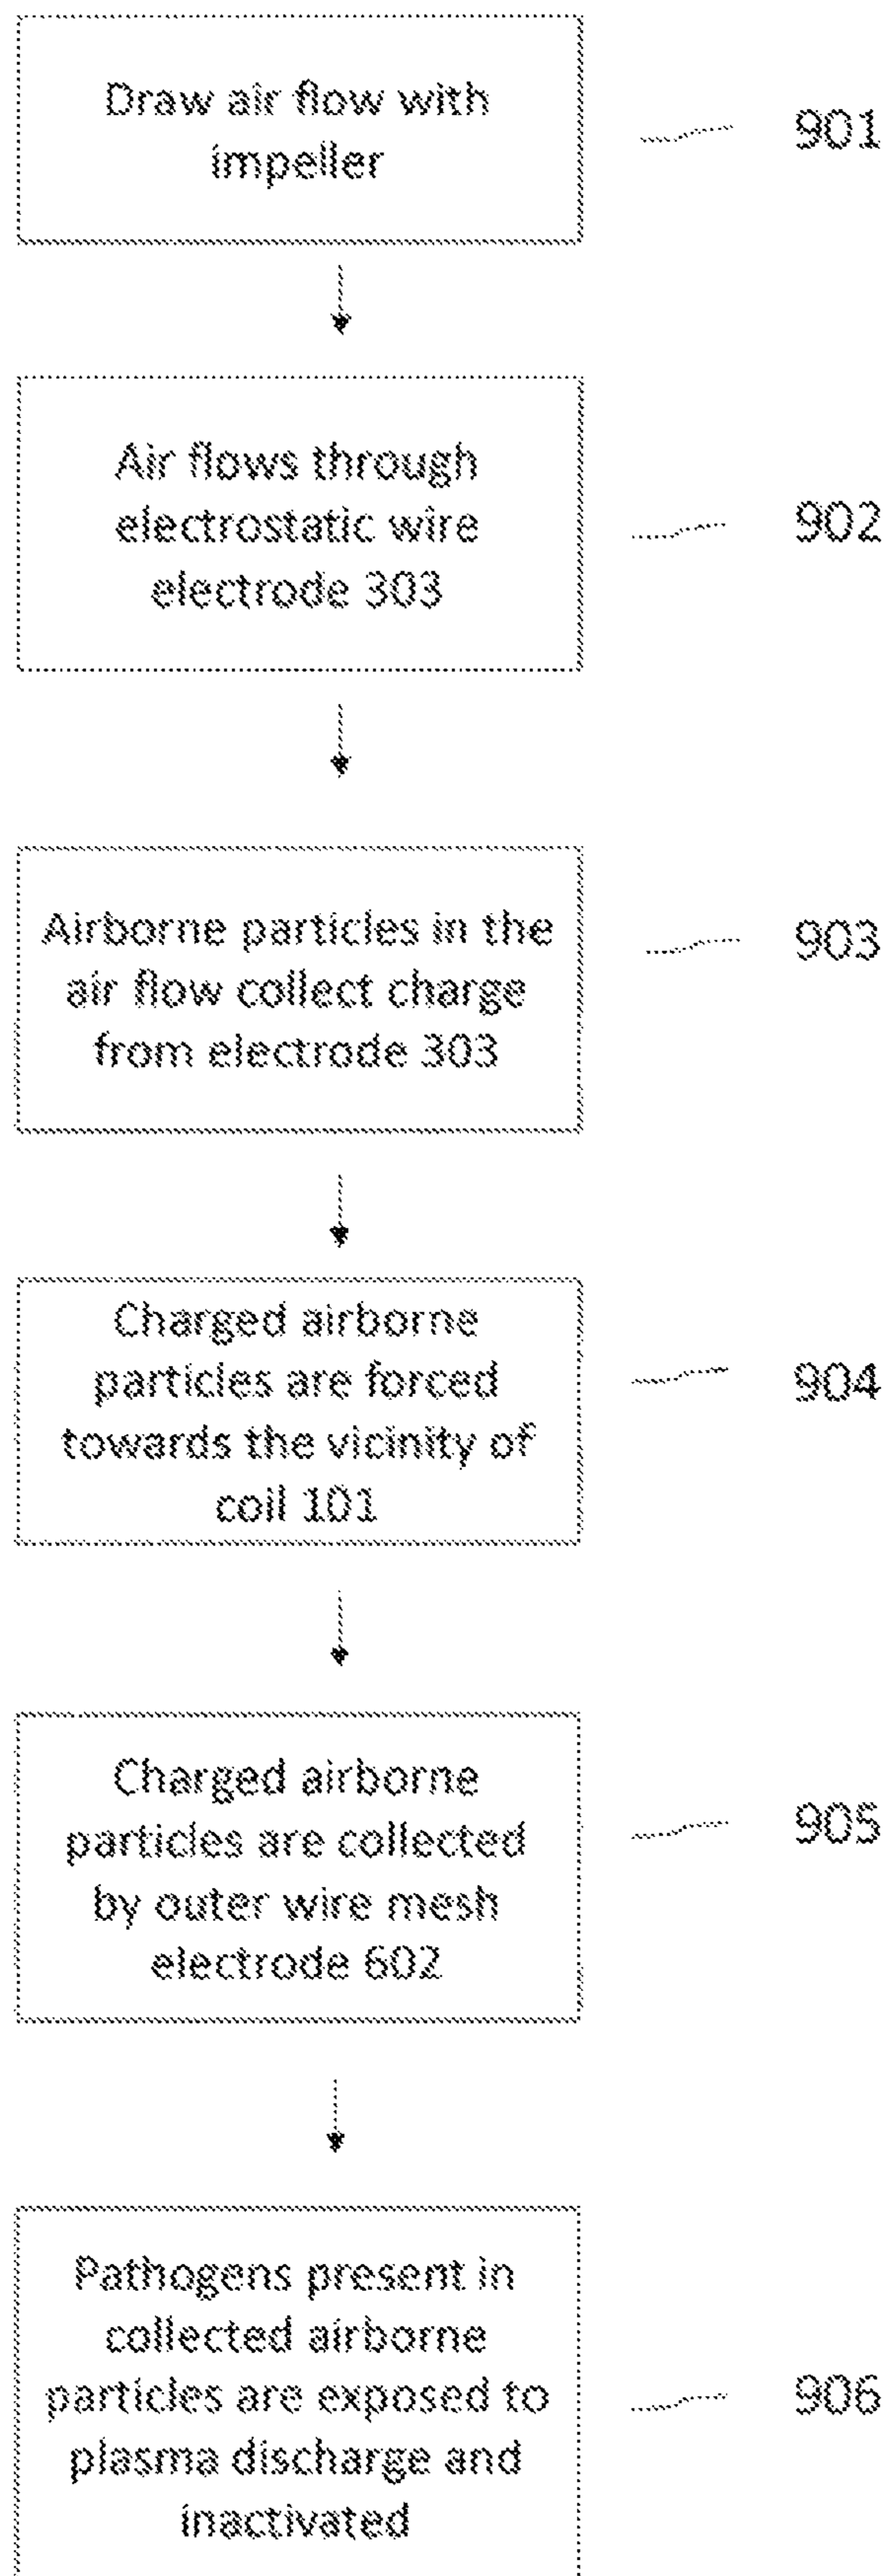 Draw air flow with
impeller
901
Air flows through
electrostatic wire
electrode 303
902
Airborne particles in the
air flow collect charge
from electrode 303
903
Charged airborne
particles are forced
towards the vicinity of
coil 101
904
Charged airborne
particles are collected
by outer wire mesh
electrode 602
905
Pathogens present in
collected airborne
particles are exposed to
plasma discharge and
inactivated
906